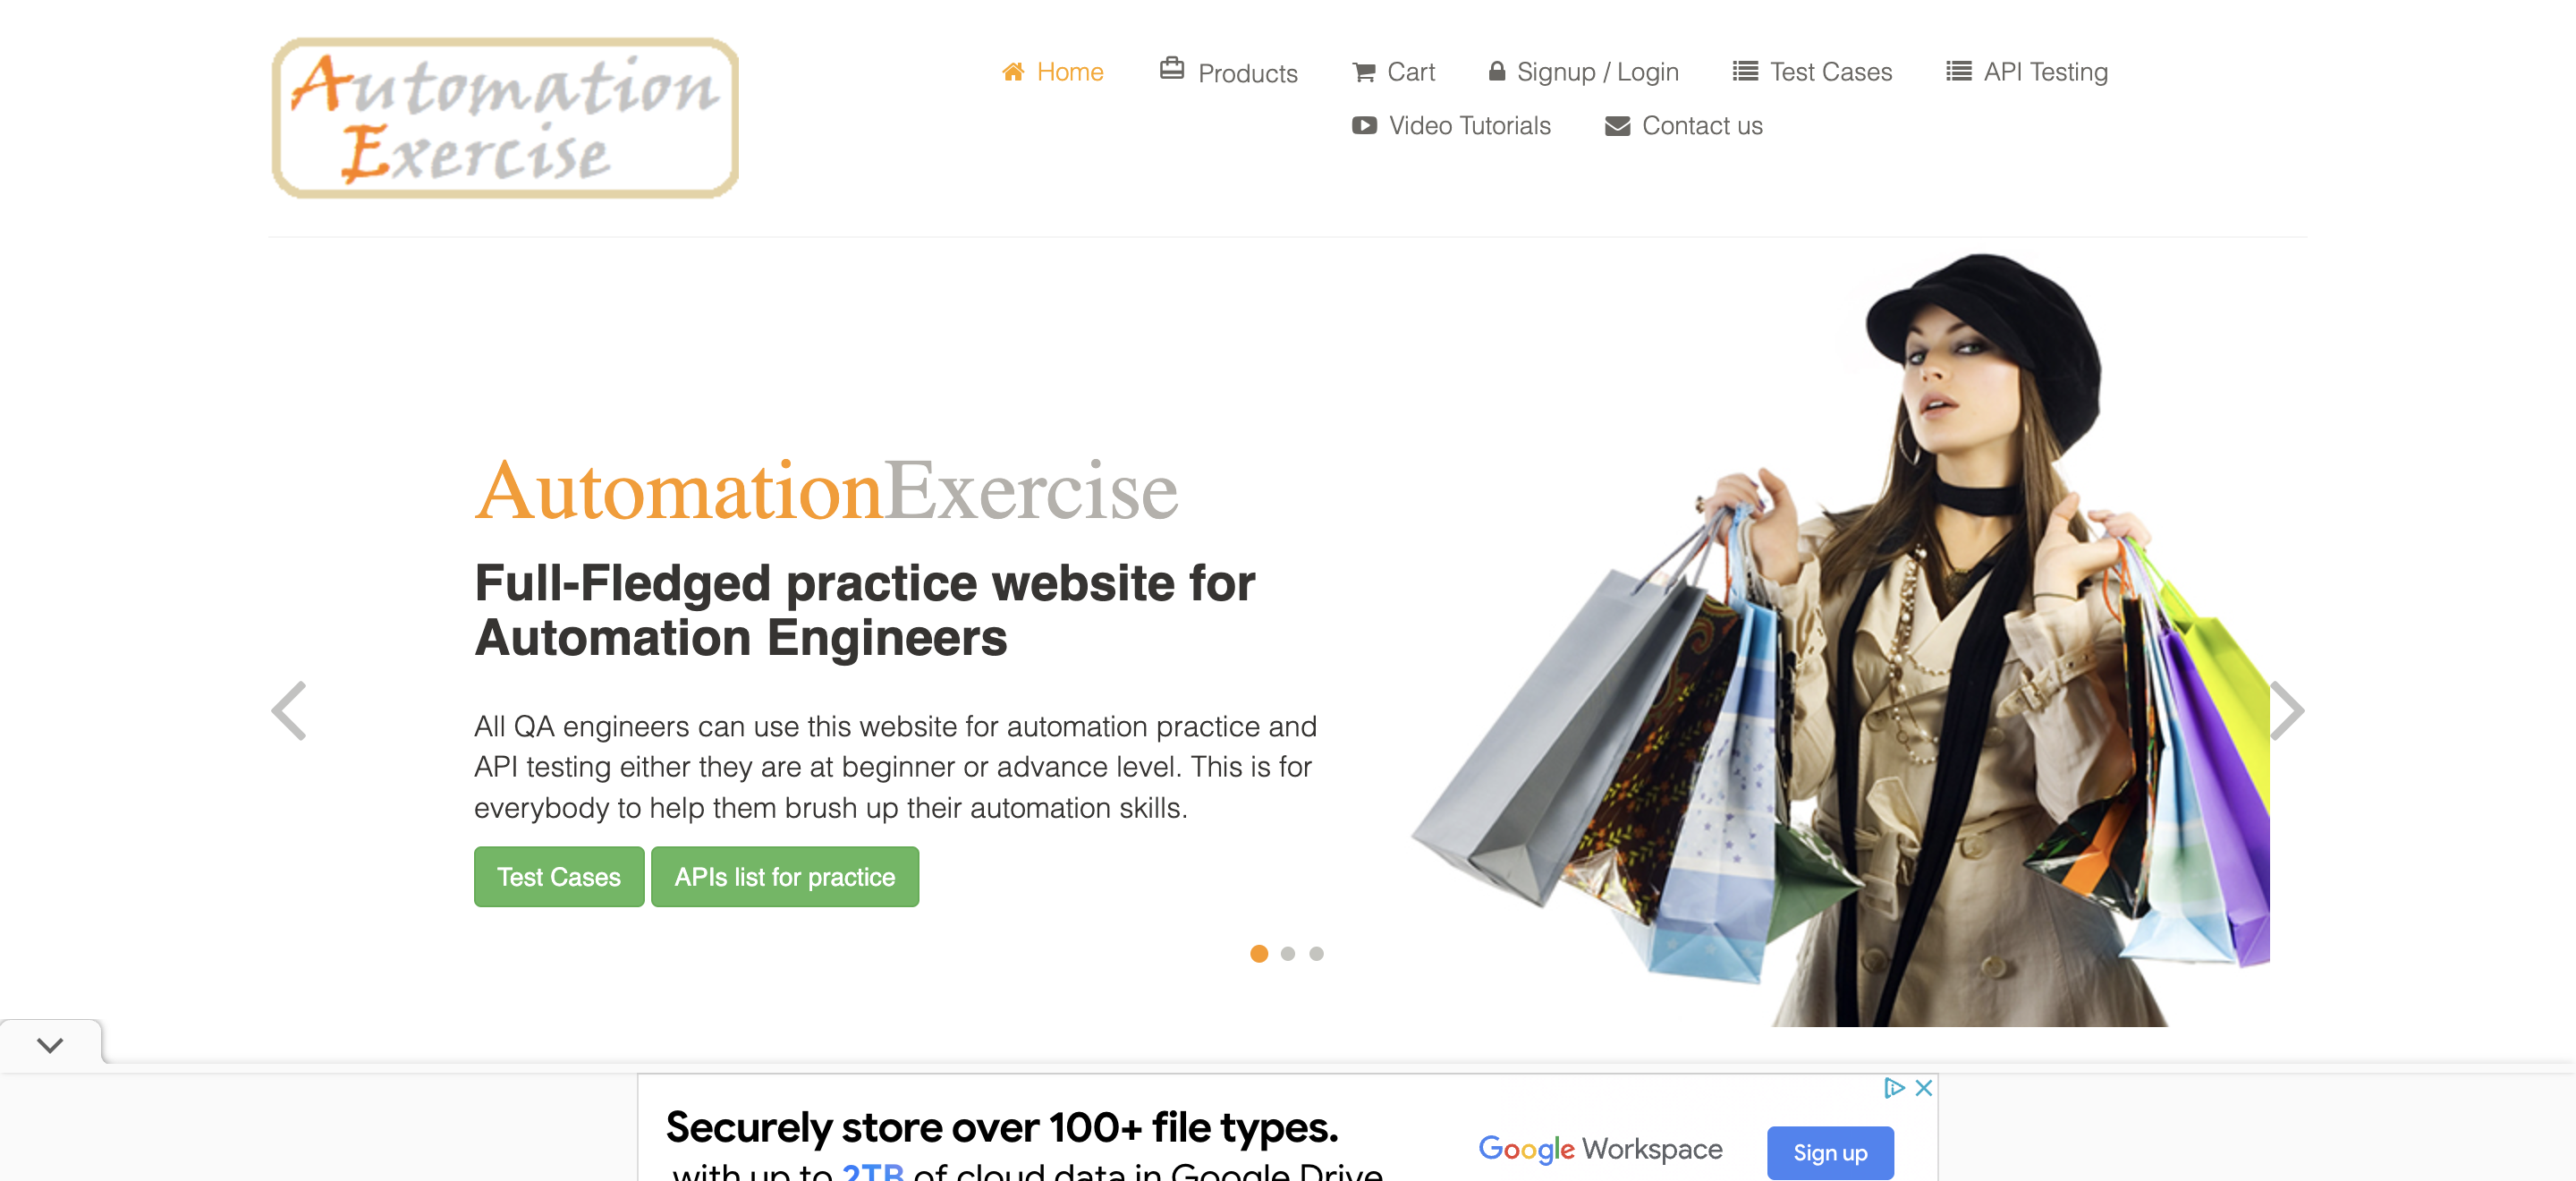 Automation
Exercise
Home Products Cart Signup / Login Test Cases API Testing
Video Tutorials Contact us
AutomationExercise
Full-Fledged practice website for
Automation Engineers
All QA engineers can use this website for automation practice and
API testing either they are at beginner or advance level. This is for
everybody to help them brush up their automation skills.
Test Cases APIs list for practice
Securely store over 100+ file types.
with up to 2TB of cloud data in Google Drive
Google Workspace
Sign up